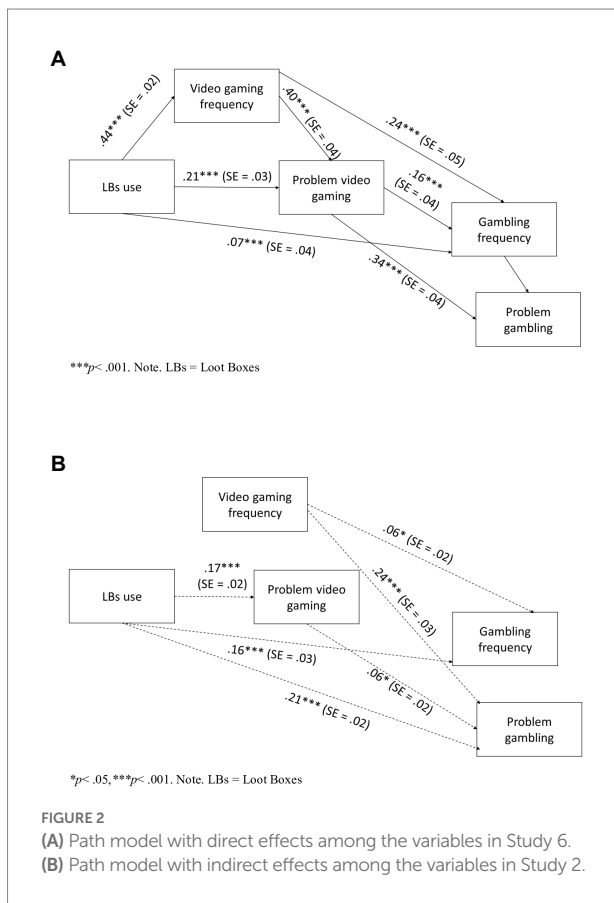 A
Video gaming
frequency
.44*** (SE = .02)
.40*** (SE = .04)
.24*** (SE = .05)
LBs use
.21*** (SE = .03)
Problem video
gaming
.16***
(SE = .04)
Gambling
frequency
.07*** (SE = .04)
.34*** (SE = .04)
Problem
gambling
***p< .001. Note. LBs = Loot Boxes
B
Video gaming
frequency
.06* (SE = .02)
.24*** (SE = .03)
LBs use
.17***
(SE = .02)
Problem video
gaming
Gambling
frequency
.16*** (SE = .03)
.06* (SE = .02)
.21*** (SE = .02)
Problem
gambling
*p< .05, ***p< .001. Note. LBs = Loot Boxes
FIGURE 2
(A) Path model with direct effects among the variables in Study 6.
(B) Path model with indirect effects among the variables in Study 2.